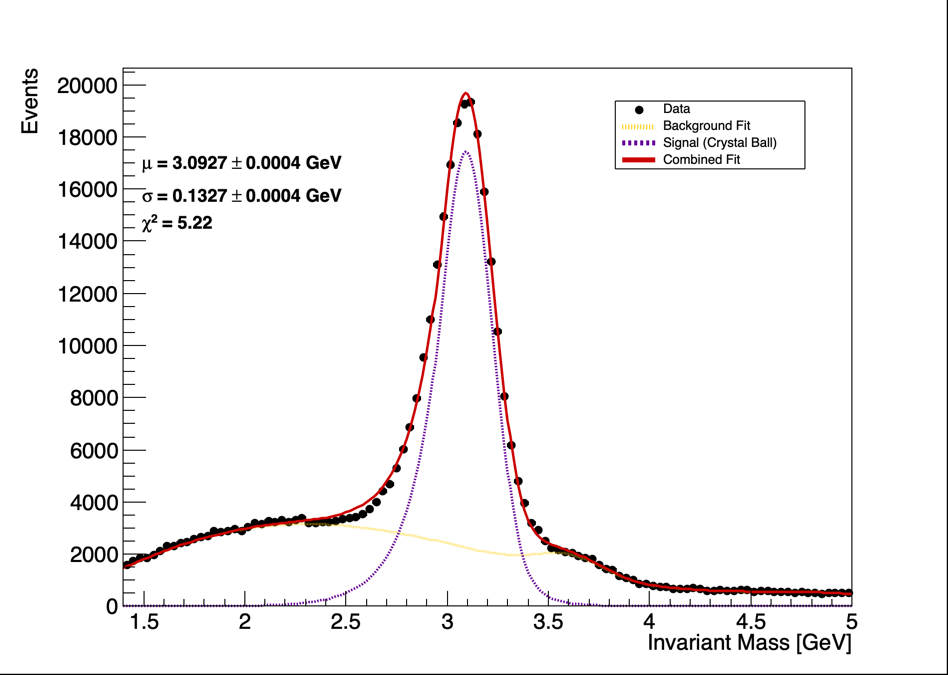 Events
20000
18000
16000
14000
12000
10000
8000
6000
4000
2000
0
μ = 3.0927 ± 0.0004 GeV
σ = 0.1327 ± 0.0004 GeV
χ² = 5.22
Data
Background Fit
Signal (Crystal Ball)
Combined Fit
1.5 2 2.5 3 3.5 4 4.5 5
Invariant Mass [GeV]